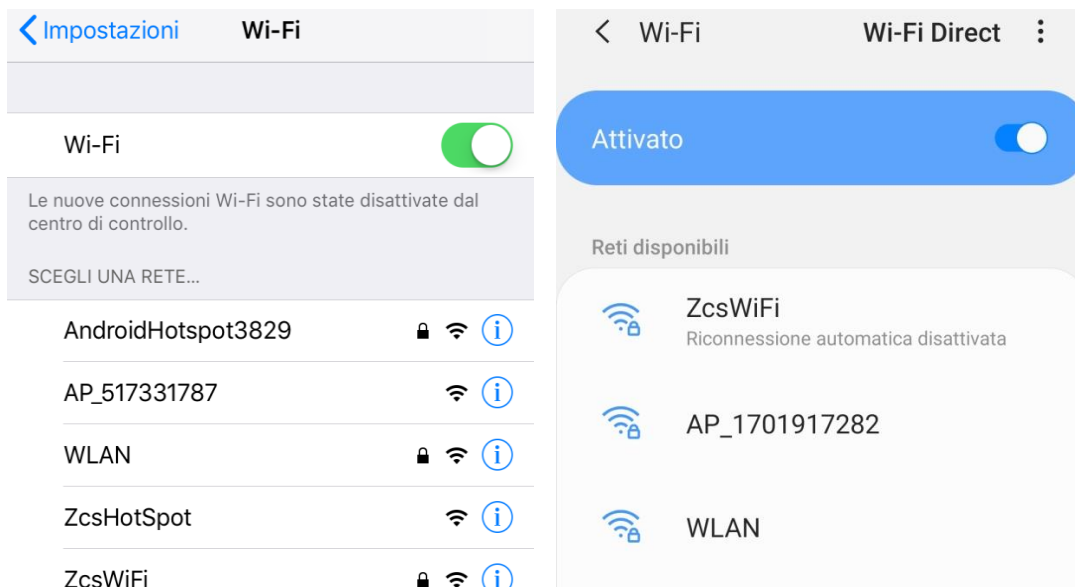 Impostazioni
Wi-Fi
Wi-Fi
Le nuove connessioni Wi-Fi sono state disattivate dal
centro di controllo.
SCEGLI UNA RETE...
AndroidHotspot3829
AP_517331787
WLAN
ZcsHotSpot
ZcsWiFi
Wi-Fi
Wi-Fi Direct
Attivato
Reti disponibili
ZcsWiFi
Riconnessione automatica disattivata
AP_1701917282
WLAN